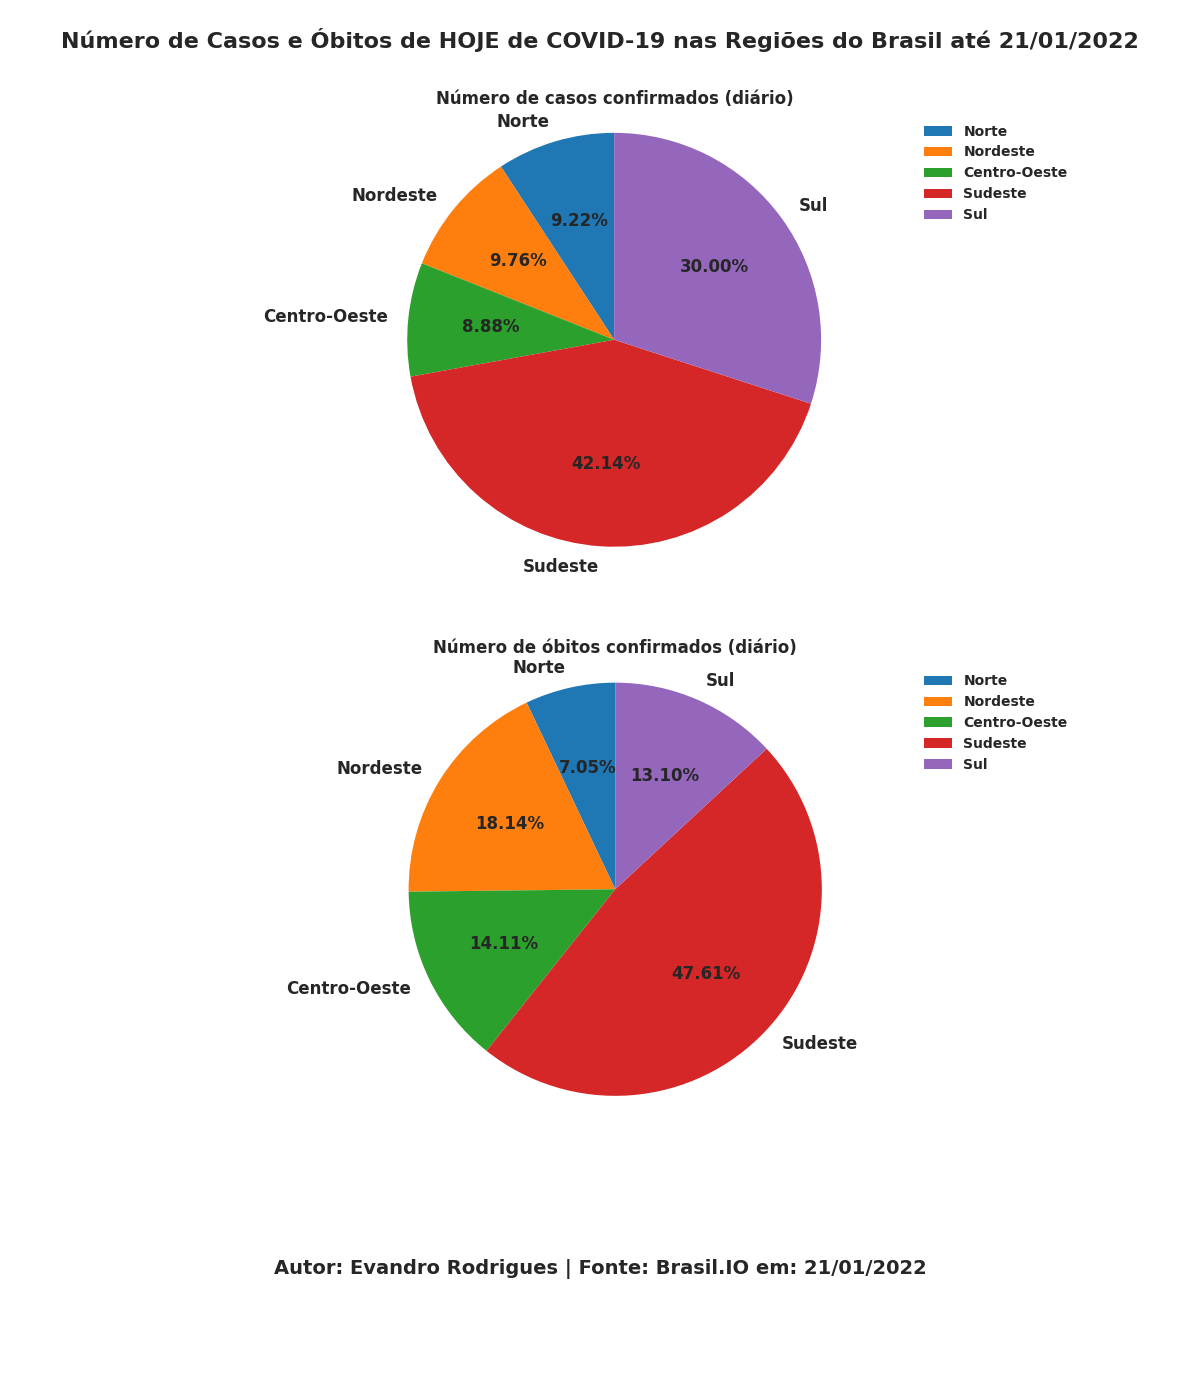 Número de Casos e Óbitos de HOJE de COVID-19 nas Regiões do Brasil até 21/01/2022
Número de casos confirmados (diário)
Norte
Nordeste
Centro-Oeste
Sudeste
Sul
9.22%
9.76%
8.88%
42.14%
30.00%
Norte
Nordeste
Centro-Oeste
Sudeste
Sul
Número de óbitos confirmados (diário)
Norte
Nordeste
Centro-Oeste
Sudeste
Sul
7.05%
18.14%
14.11%
47.61%
13.10%
Norte
Nordeste
Centro-Oeste
Sudeste
Sul
Autor: Evandro Rodrigues | Fonte: Brasil.IO em: 21/01/2022